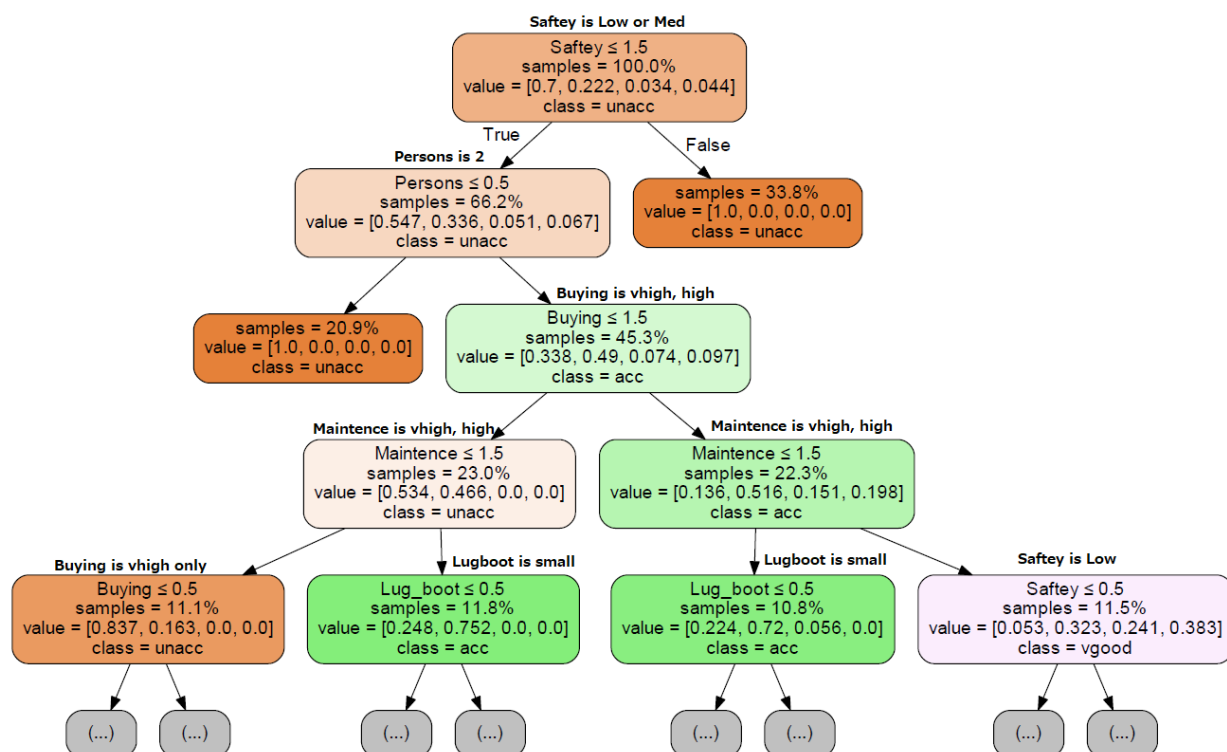 Saftey is Low or Med
Saftey ≤ 1.5
samples = 100.0%
value = [0.7, 0.222, 0.034, 0.044]
class = unacc
True
False
Persons is 2
Persons ≤ 0.5
samples = 66.2%
value = [0.547, 0.336, 0.051, 0.067]
class = unacc
samples = 33.8%
value = [1.0, 0.0, 0.0, 0.0]
class = unacc
samples = 20.9%
value = [1.0, 0.0, 0.0, 0.0]
class = unacc
Buying is vhigh, high
Buying ≤ 1.5
samples = 45.3%
value = [0.338, 0.49, 0.074, 0.097]
class = acc
Maintence is vhigh, high
Maintence ≤ 1.5
samples = 23.0%
value = [0.534, 0.466, 0.0, 0.0]
class = unacc
Maintence is vhigh, high
Maintence ≤ 1.5
samples = 22.3%
value = [0.136, 0.516, 0.151, 0.198]
class = acc
Buying is vhigh only
Buying ≤ 0.5
samples = 11.1%
value = [0.837, 0.163, 0.0, 0.0]
class = unacc
Lugboot is small
Lug_boot ≤ 0.5
samples = 11.8%
value = [0.248, 0.752, 0.0, 0.0]
class = acc
Lugboot is small
Lug_boot ≤ 0.5
samples = 10.8%
value = [0.224, 0.72, 0.056, 0.0]
class = acc
Saftey is Low
Saftey ≤ 0.5
samples = 11.5%
value = [0.053, 0.323, 0.241, 0.383]
class = vgood
(...)
(...)
(...)
(...)
(...)
(...)
(...)
(...)